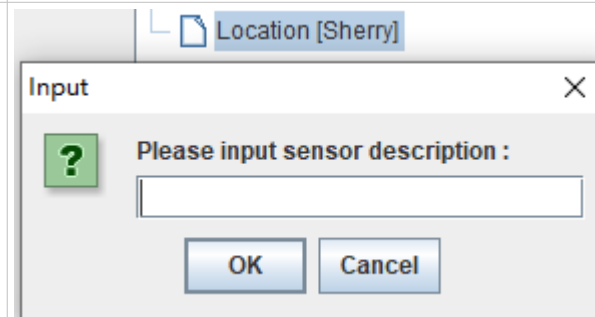 Location [Sherry]
Input
?
Please input sensor description :
OK
Cancel